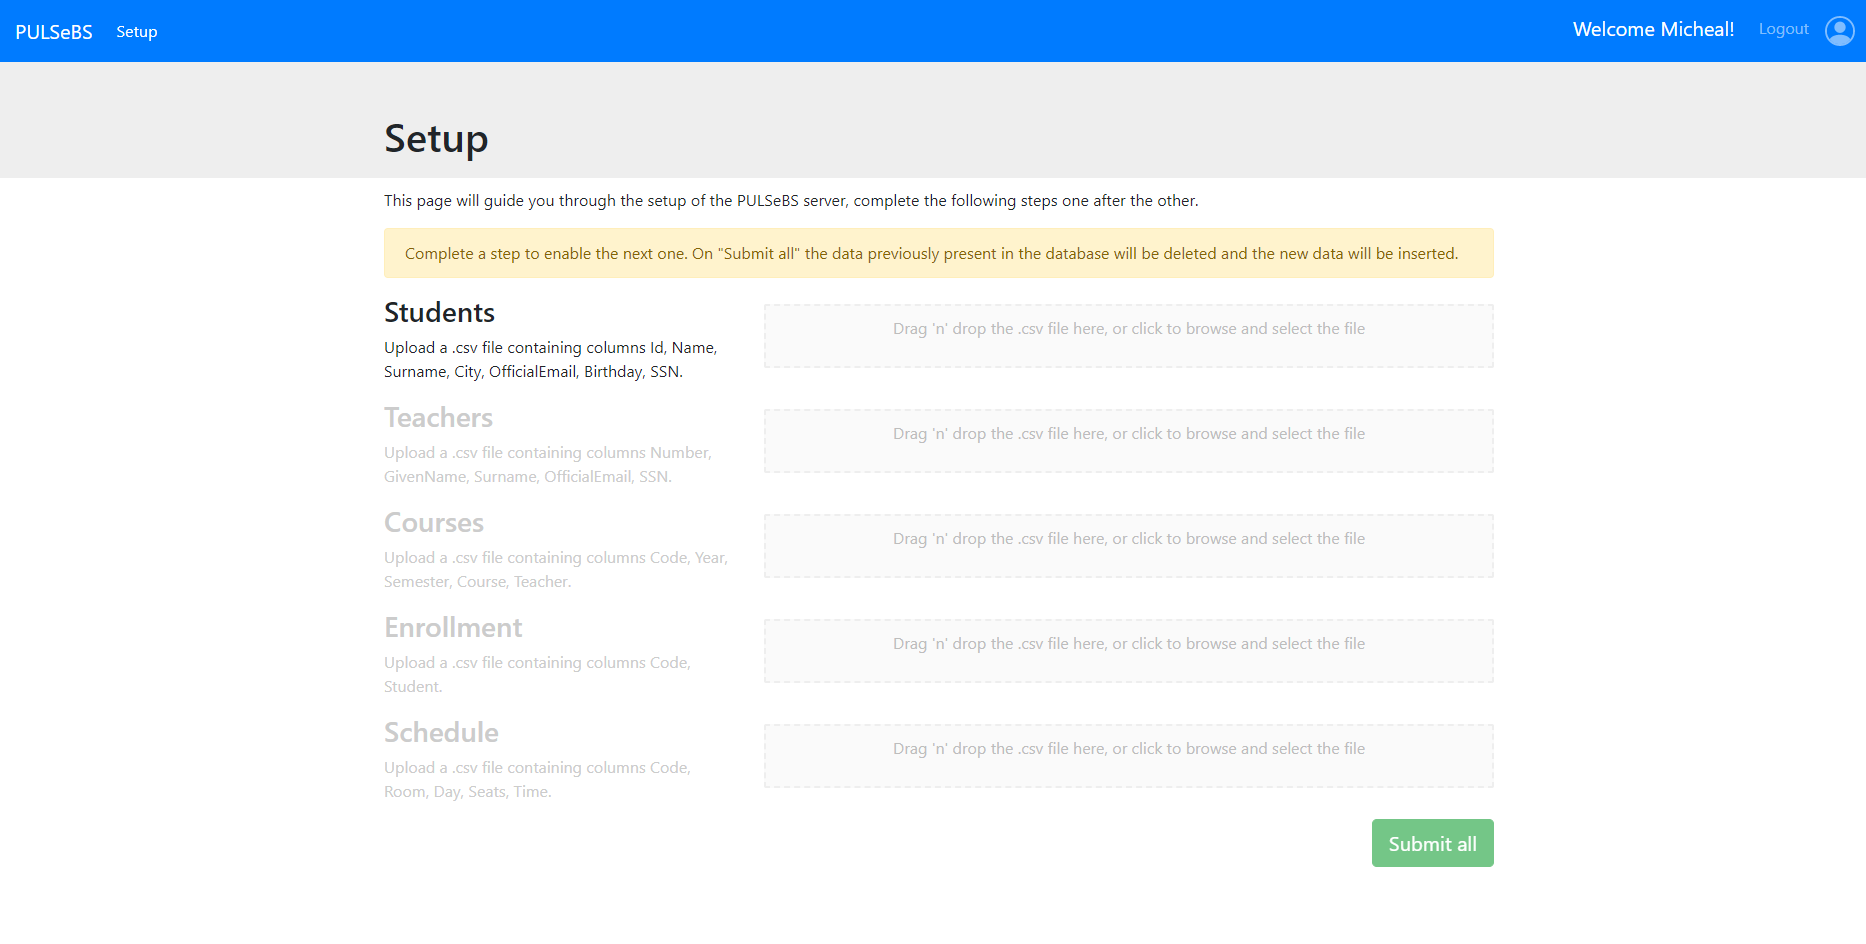 PULSeBS Setup Welcome Micheal! Logout
Setup
This page will guide you through the setup of the PULSeBS server, complete the following steps one after the other.
Complete a step to enable the next one. On "Submit all" the data previously present in the database will be deleted and the new data will be inserted.
Students
Upload a .csv file containing columns Id, Name,
Surname, City, OfficialEmail, Birthday, SSN.
Drag 'n' drop the .csv file here, or click to browse and select the file
Teachers
Upload a .csv file containing columns Number,
GivenName, Surname, OfficialEmail, SSN.
Drag 'n' drop the .csv file here, or click to browse and select the file
Courses
Upload a .csv file containing columns Code, Year,
Semester, Course, Teacher.
Drag 'n' drop the .csv file here, or click to browse and select the file
Enrollment
Upload a .csv file containing columns Code,
Student.
Drag 'n' drop the .csv file here, or click to browse and select the file
Schedule
Upload a .csv file containing columns Code,
Room, Day, Seats, Time.
Drag 'n' drop the .csv file here, or click to browse and select the file
Submit all